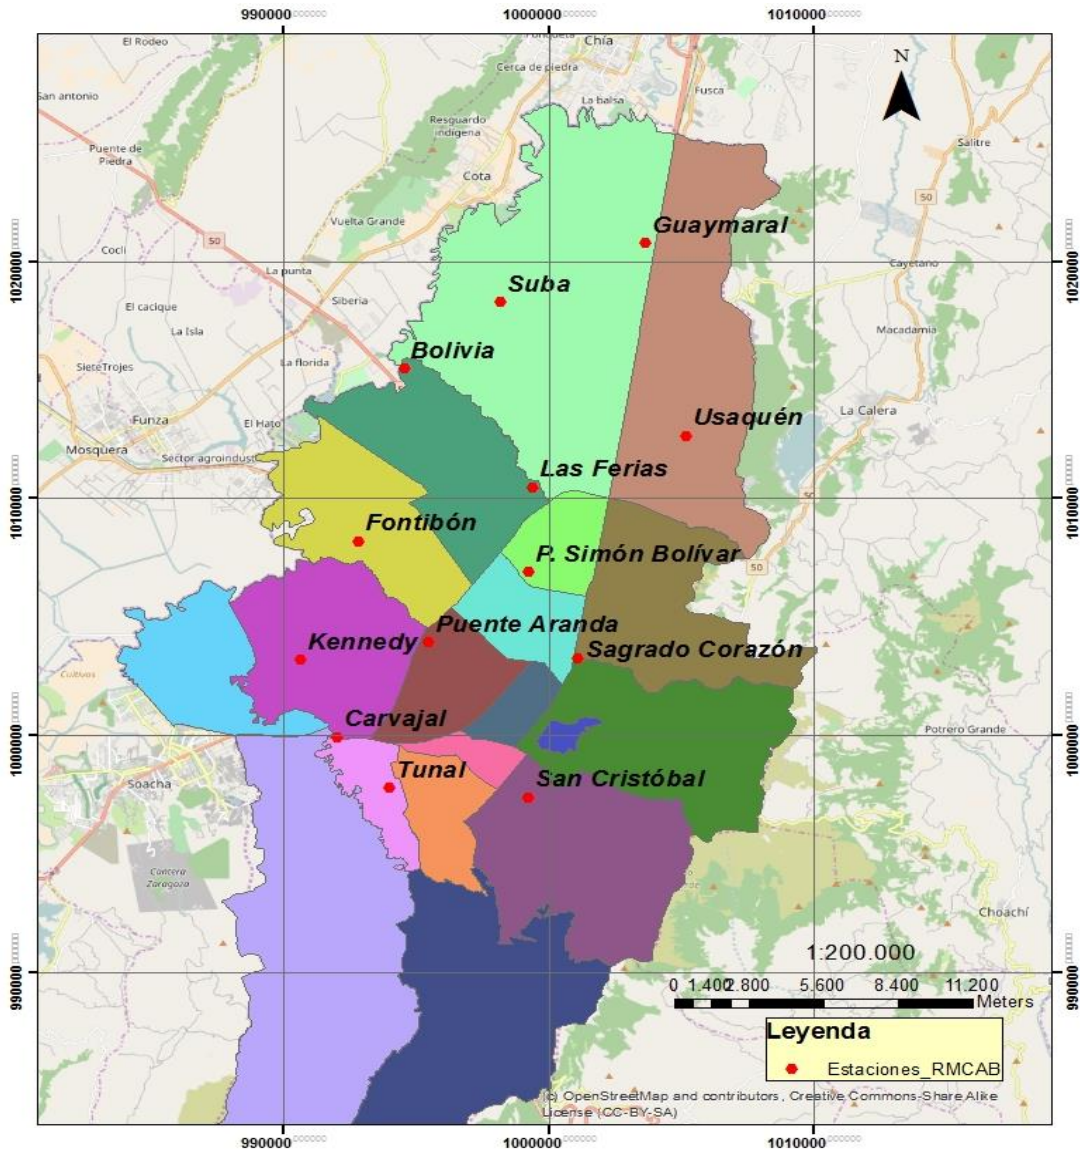 990000
1000000
1010000
El Rodeo
Chía
Cerca de piedra
N
San antonio
La balsa
Fusca
Resguardo
indígena
Puente de
Piedra
Salitre
Cota
50
Vuelta Grande
Guaymaral
50
Cocli
1020000
1020000
Cayetano
La punta
Suba
Siberia
El cacique
Macadamia
La Isla
Bolivia
La florida
SieteTrojes
Usaquén
La Calera
Funza
El Hato
Mosquera
Sector agroindust
Las Ferias
50
1010000
1010000
Fontibón
P. Simón Bolívar
50
Puente Aranda
Kennedy
Sagrado Corazón
Cultivos
Carvajal
Potrero Grande
1000000
1000000
Soacha
Tunal
San Cristóbal
Cantera
Zaragoza
Choachí
1:200.000
990000
990000
0 1.400 2.800 5.600 8.400 11.200
Meters
Leyenda
Estaciones_RMCAB
(c) OpenStreetMap and contributors, Creative Commons-Share Alike
License (CC-BY-SA)
990000
1000000
1010000